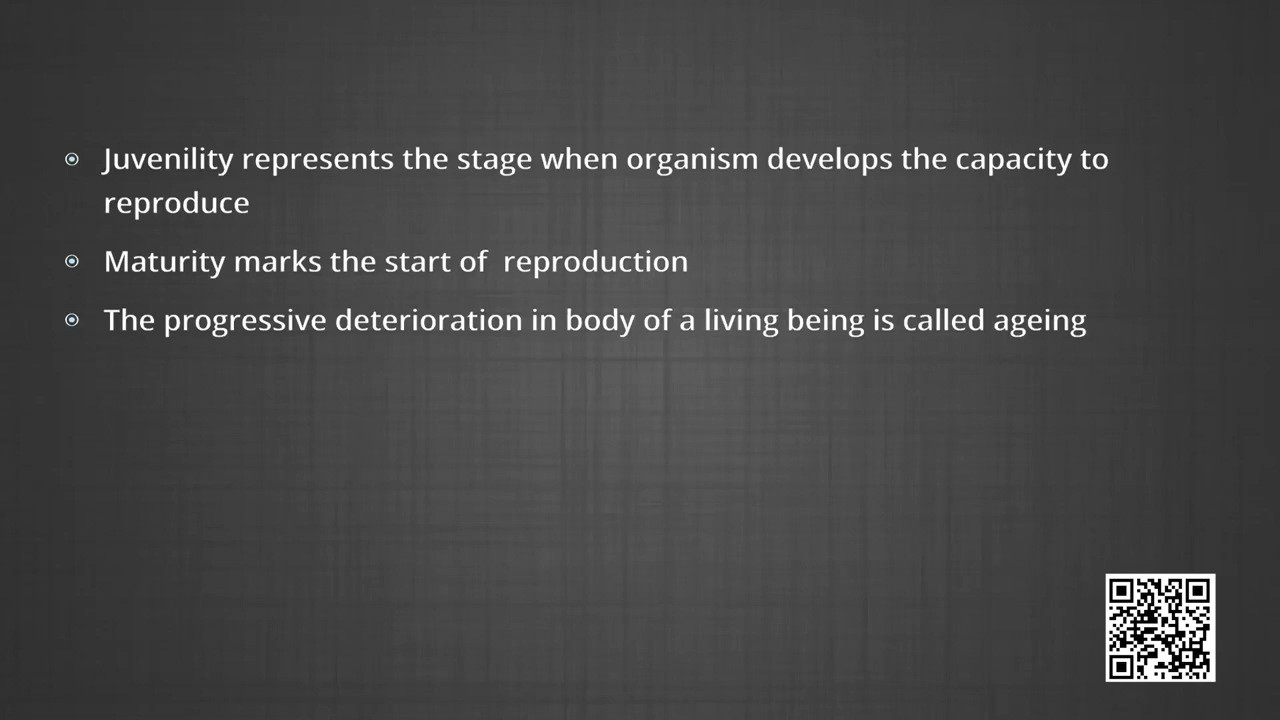 Juvenility represents the stage when organism develops the capacity to
reproduce
Maturity marks the start of  reproduction
The progressive deterioration in body of a living being is called ageing